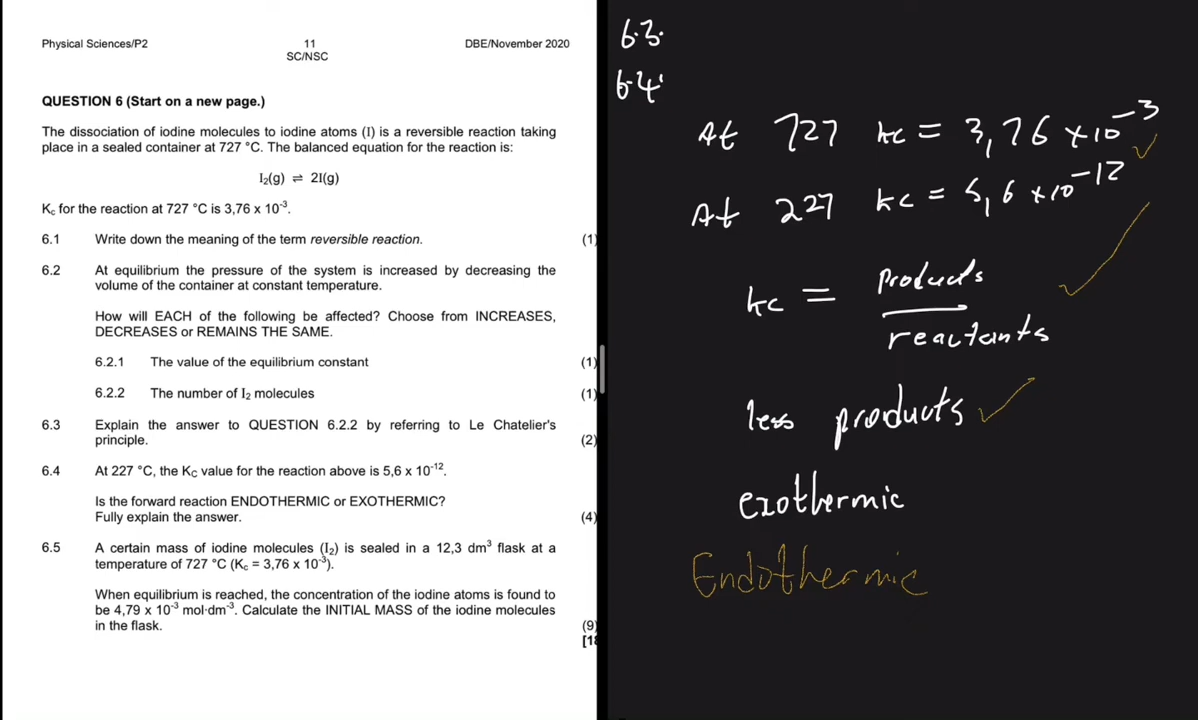 Physical Sciences/P2
11
SC/NSC
DBE/November 2020
QUESTION 6 (Start on a new page.)
The dissociation of iodine molecules to iodine atoms (I) is a reversible reaction taking
place in a sealed container at 727 °C. The balanced equation for the reaction is:
I₂(g) ⇌ 2I(g)
Kc for the reaction at 727 °C is 3,76 x 10⁻³.
6.1 Write down the meaning of the term reversible reaction. (1)
6.2 At equilibrium the pressure of the system is increased by decreasing the
volume of the container at constant temperature.
How will EACH of the following be affected? Choose from INCREASES,
DECREASES or REMAINS THE SAME.
6.2.1 The value of the equilibrium constant (1)
6.2.2 The number of I₂ molecules (1)
6.3 Explain the answer to QUESTION 6.2.2 by referring to Le Chatelier's
principle. (2)
6.4 At 227 °C, the Kc value for the reaction above is 5,6 x 10⁻¹².
Is the forward reaction ENDOTHERMIC or EXOTHERMIC?
Fully explain the answer. (4)
6.5 A certain mass of iodine molecules (I₂) is sealed in a 12,3 dm³ flask at a
temperature of 727 °C (Kc = 3,76 x 10⁻³).
When equilibrium is reached, the concentration of the iodine atoms is found to
be 4,79 x 10⁻³ mol·dm⁻³. Calculate the INITIAL MASS of the iodine molecules
in the flask. (9)
[18
6.3.
6.4'
At 727 kc = 3,76 x10⁻³
At 227 kc = 5,6 x10⁻¹²
kc = products
reactants
less products
exothermic
Endothermic